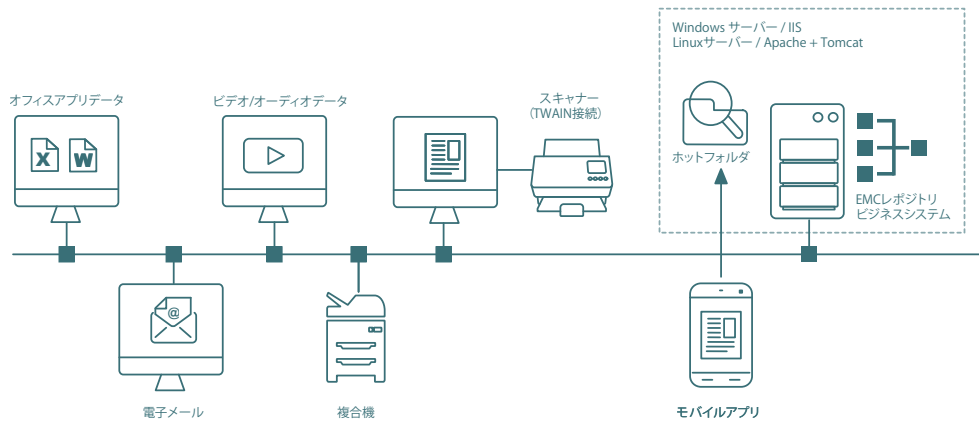 Windows サーバー / IIS
Linuxサーバー / Apache + Tomcat
オフィスアプリデータ
ビデオ/オーディオデータ
スキャナー
(TWAIN接続)
X
W
ホットフォルダ
EMCレポジトリ
ビジネスシステム
@
電子メール
複合機
モバイルアプリ